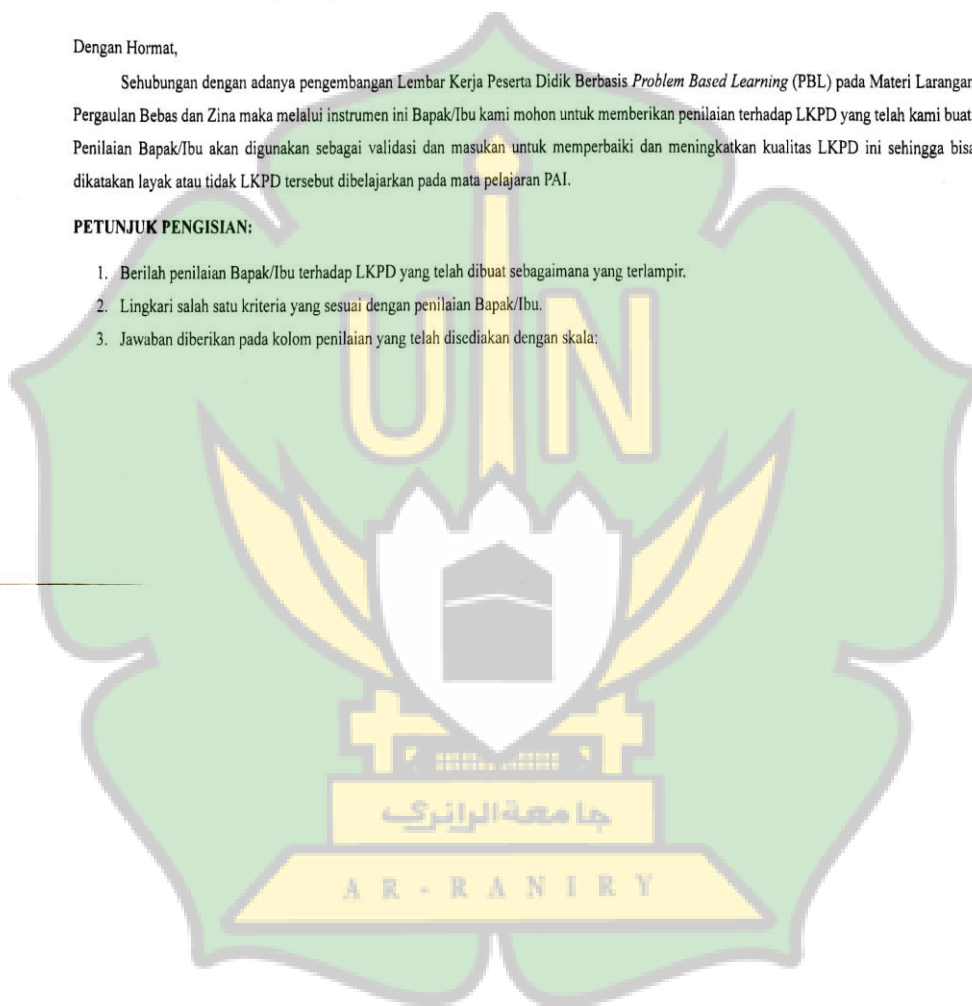 Dengan Hormat,
Sehubungan dengan adanya pengembangan Lembar Kerja Peserta Didik Berbasis Problem Based Learning (PBL) pada Materi Larangan
Pergaulan Bebas dan Zina maka melalui instrumen ini Bapak/Ibu kami mohon untuk memberikan penilaian terhadap LKPD yang telah kami buat.
Penilaian Bapak/Ibu akan digunakan sebagai validasi dan masukan untuk memperbaiki dan meningkatkan kualitas LKPD ini sehingga bisa
dikatakan layak atau tidak LKPD tersebut dibelajarkan pada mata pelajaran PAI.
PETUNJUK PENGISIAN:
1. Berilah penilaian Bapak/Ibu terhadap LKPD yang telah dibuat sebagaimana yang terlampir.
2. Lingkari salah satu kriteria yang sesuai dengan penilaian Bapak/Ibu.
3. Jawaban diberikan pada kolom penilaian yang telah disediakan dengan skala:
UIN
جامعة الرانري
AR-RANIRY